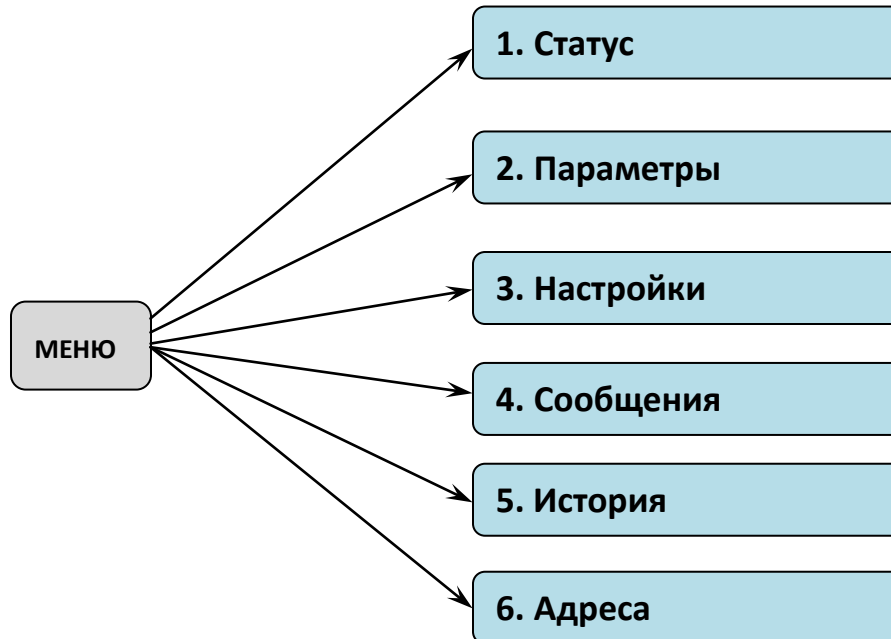 1. Статус
2. Параметры
3. Настройки
МЕНЮ
4. Сообщения
5. История
6. Адреса